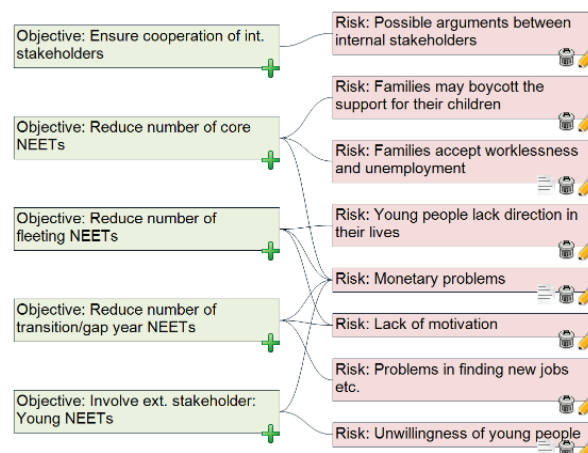 Objective: Ensure cooperation of int.
stakeholders
Objective: Reduce number of core
NEETs
Objective: Reduce number of
fleeting NEETs
Objective: Reduce number of
transition/gap year NEETs
Objective: Involve ext. stakeholder:
Young NEETs
Risk: Possible arguments between
internal stakeholders
Risk: Families may boycott the
support for their children
Risk: Families accept worklessness
and unemployment
Risk: Young people lack direction in
their lives
Risk: Monetary problems
Risk: Lack of motivation
Risk: Problems in finding new jobs
etc.
Risk: Unwillingness of young people